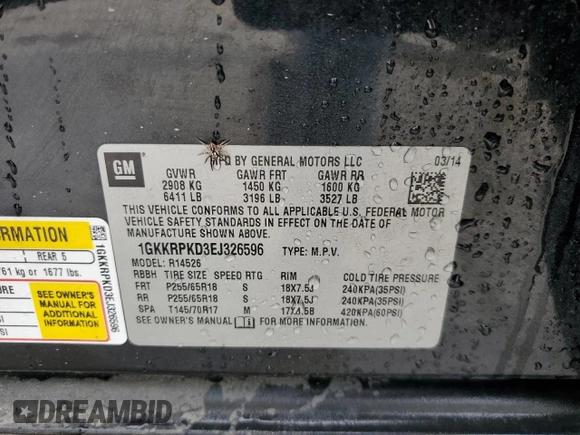 GM
MFD BY GENERAL MOTORS LLC 03/14
GVWR GAWR FRT GAWR RR
2908 KG 1450 KG 1600 KG
6411 LB 3196 LB 3527 LB
THIS VEHICLE CONFORMS TO ALL APPLICABLE U.S. FEDERAL MOTOR
VEHICLE SAFETY STANDARDS IN EFFECT ON THE DATE OF
MANUFACTURE SHOWN ABOVE.
1GKKRPKD3EJ326596 TYPE: M.P.V.
MODEL: R14526
RBBH TIRE SIZE SPEED RTG RIM
FRT P255/65R18 S 18X7.5J 240KPA(35PSI)
RR P255/65R18 S 18X7.5J 240KPA(35PSI)
SPA T145/70R17 M 17X4.5B 420KPA(60PSI)
SEE OWNER'S MANUAL FOR MORE INFORMATION.
ORMATION
REAR 5
761 kg or 1677 lbs.
SEE OWNER'S
MANUAL FOR
ADDITIONAL
INFORMATION
1GKKRPKD3EJ326596
DREAMBID